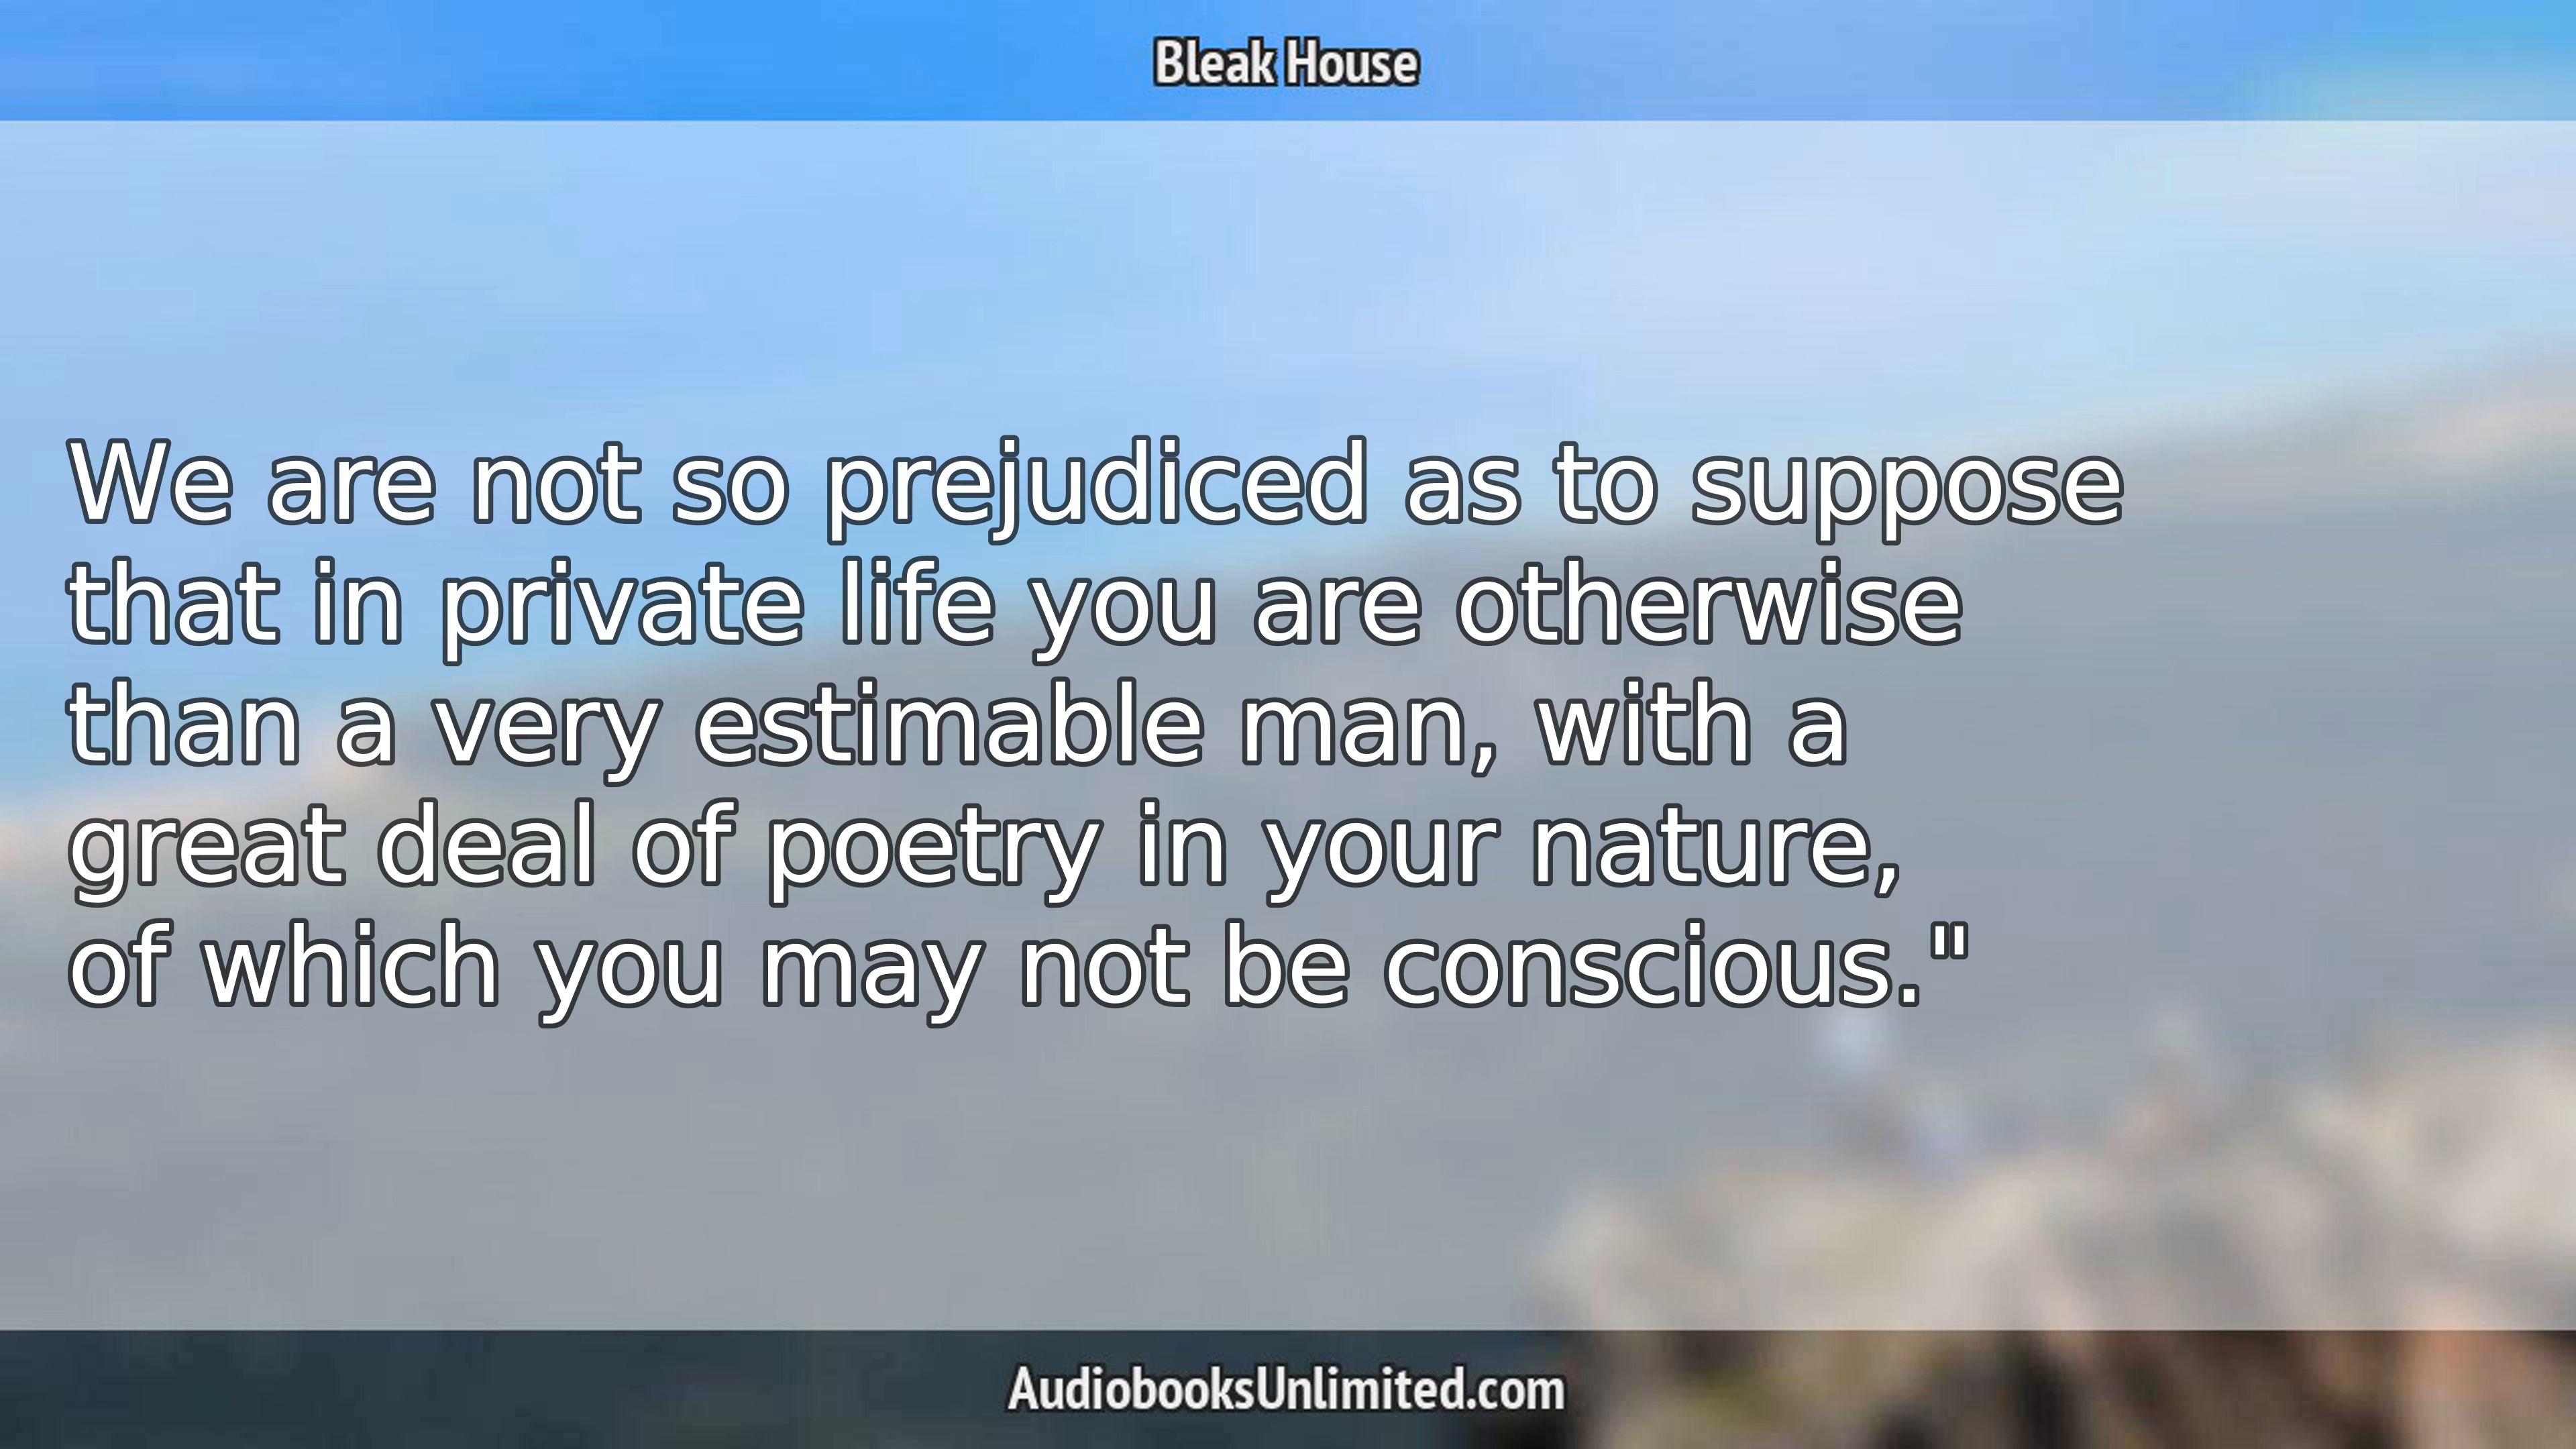 Bleak House
We are not so prejudiced as to suppose
that in private life you are otherwise
than a very estimable man, with a
great deal of poetry in your nature,
of which you may not be conscious."
AudiobooksUnlimited.com